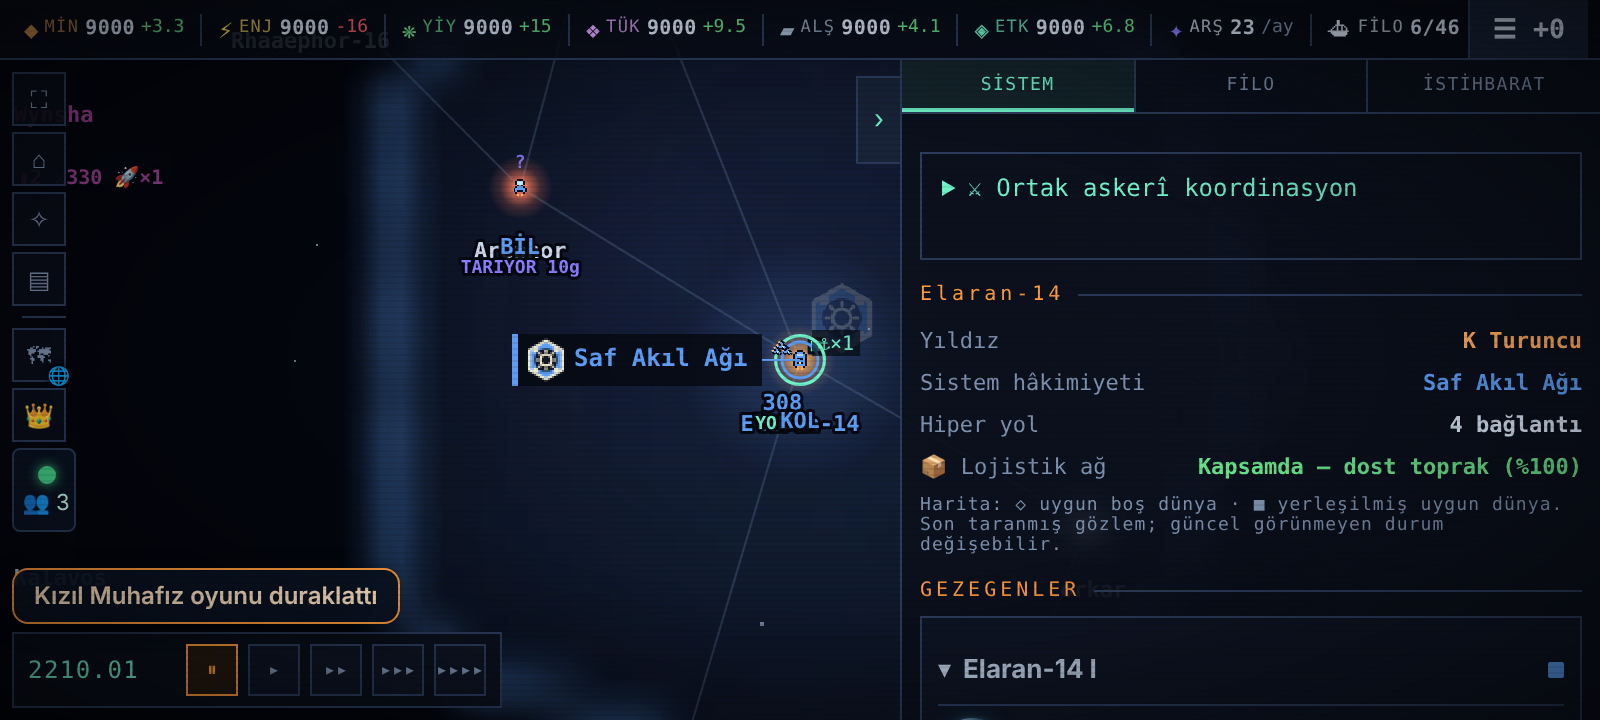 MİN 9000 +3.3 ENJ 9000 -16 YİY 9000 +15 TÜK 9000 +9.5 ALŞ 9000 +4.1 ETK 9000 +6.8 ARŞ 23 /ay FİLO 6/46 ☰ +0
Rhaaephor-16
SİSTEM FİLO İSTİHBARAT
330 🚀×1
?
BİL
TARIYOR 10g
›
Saf Akıl Ağı
×1
308
KOL -14
👥 3
Kızıl Muhafız oyunu duraklattı
2210.01
▶ ⚔ Ortak askerî koordinasyon
Elaran-14
Yıldız K Turuncu
Sistem hâkimiyeti Saf Akıl Ağı
Hiper yol 4 bağlantı
📦 Lojistik ağ Kapsamda — dost toprak (%100)
Harita: ◇ uygun boş dünya · ■ yerleşilmiş uygun dünya.
Son taranmış gözlem; güncel görünmeyen durum
değişebilir.
GEZEGENLER
▼ Elaran-14 I